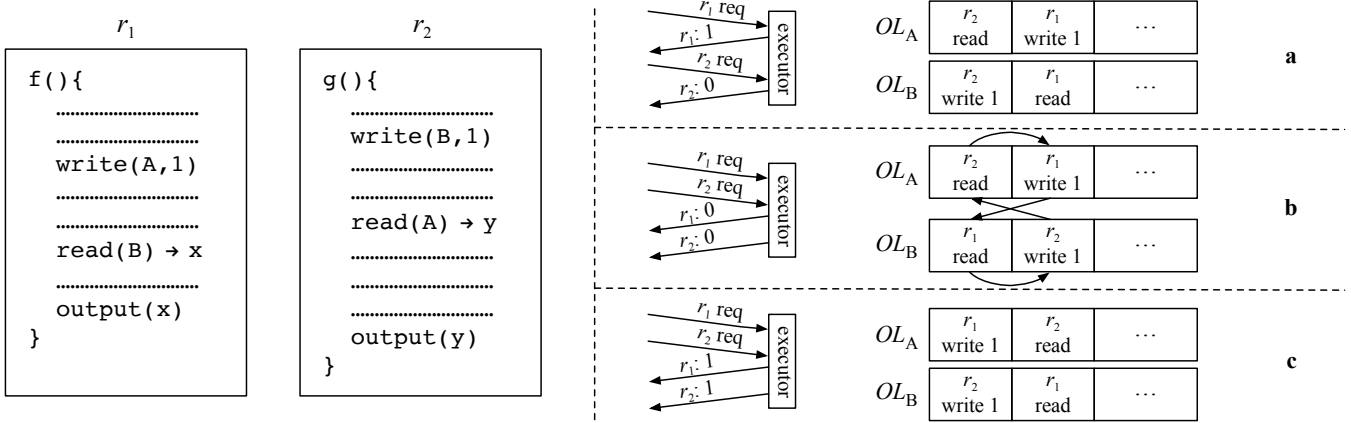 r1
f(){
write(A,1)
read(B) → x
output(x)
}
r2
g(){
write(B,1)
read(A) → y
output(y)
}
r1 req
r1: 1
r2 req
r2: 0
executor
OLA
r2 read
r1 write 1
...
OLB
r2 write 1
r1 read
...
a
r1 req
r2 req
r1: 0
r2: 0
executor
OLA
r2 read
r1 write 1
...
OLB
r1 read
r2 write 1
...
b
r1 req
r2 req
r1: 1
r2: 1
executor
OLA
r1 write 1
r2 read
...
OLB
r2 write 1
r1 read
...
c